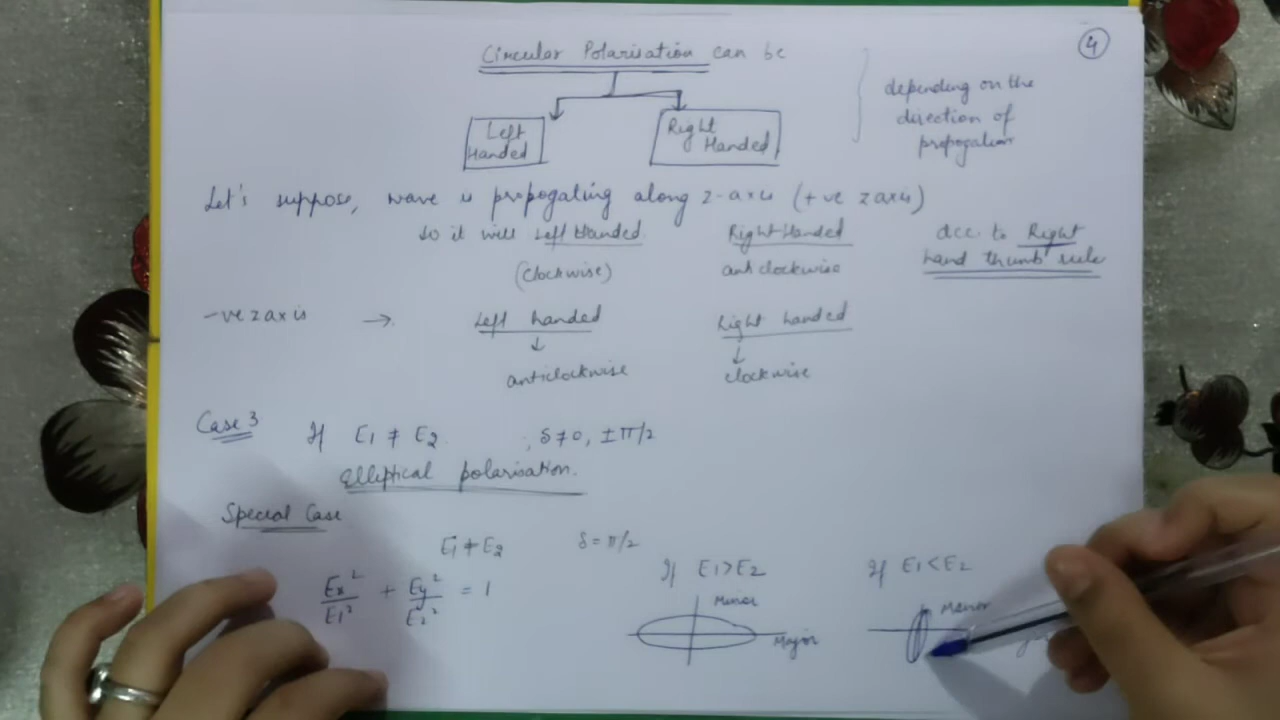 4
Circular Polarisation can be
Left Handed
Right Handed
depending on the
direction of
propogation
Let's suppose, wave is propogating along z-axis (+ve z axis)
so it will Left Handed Right Handed acc. to Right
(Clockwise) anticlockwise hand thumb rule
-ve z axis → Left handed Right handed
↓ ↓
anticlockwise clockwise
Case 3 If E1 ≠ E2 , δ≠0, ±π/2
Elliptical polarisation.
Special Case
E1 ≠ E2 δ = π/2
Ex²/E1² + Ey²/E2² = 1
If E1>E2
Minor
Major
If E1<E2